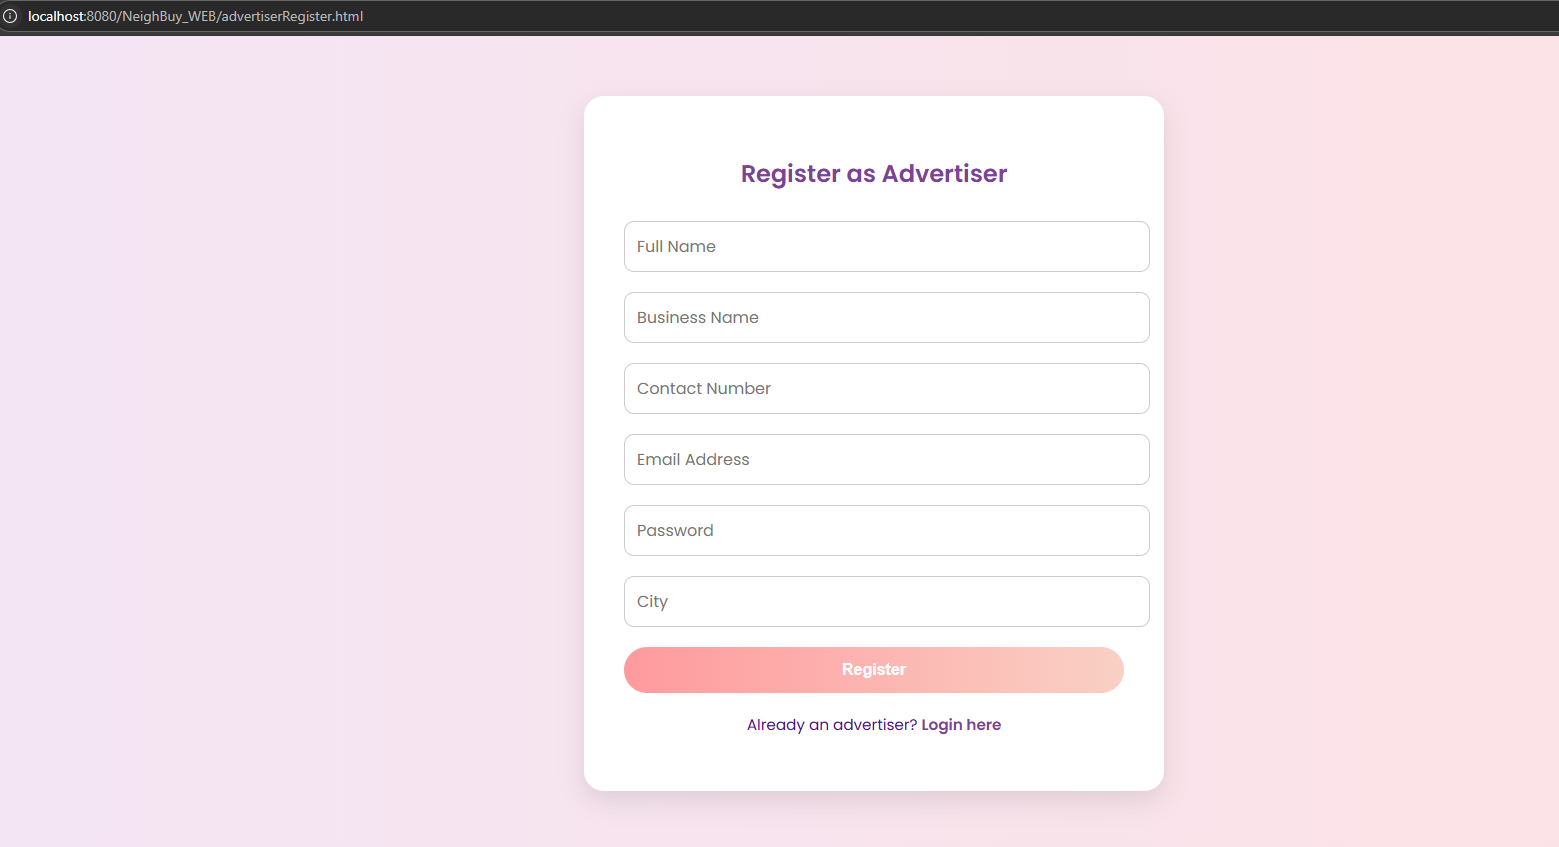 localhost:8080/NeighBuy_WEB/advertiserRegister.html
Register as Advertiser
Full Name
Business Name
Contact Number
Email Address
Password
City
Register
Already an advertiser? Login here